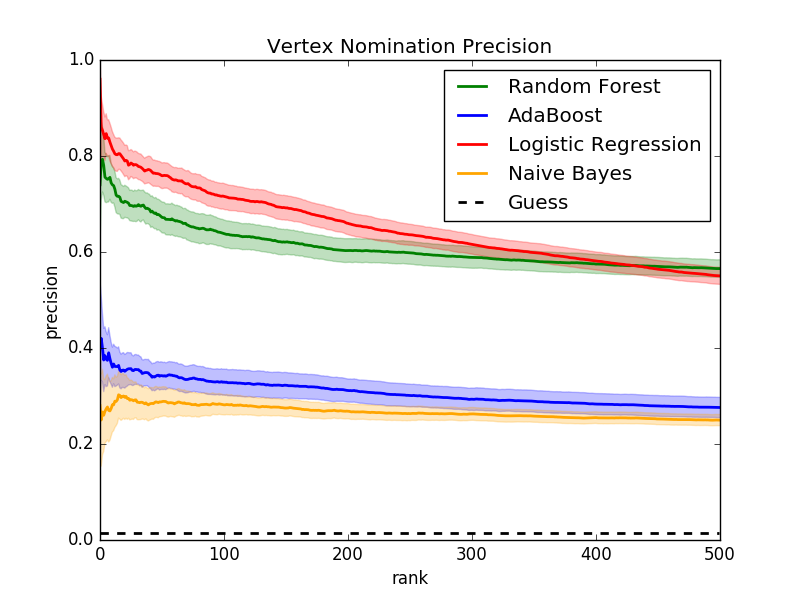 Vertex Nomination Precision
1.0
0.8
0.6
0.4
0.2
0.0
precision
Random Forest
AdaBoost
Logistic Regression
Naive Bayes
Guess
0 100 200 300 400 500
rank